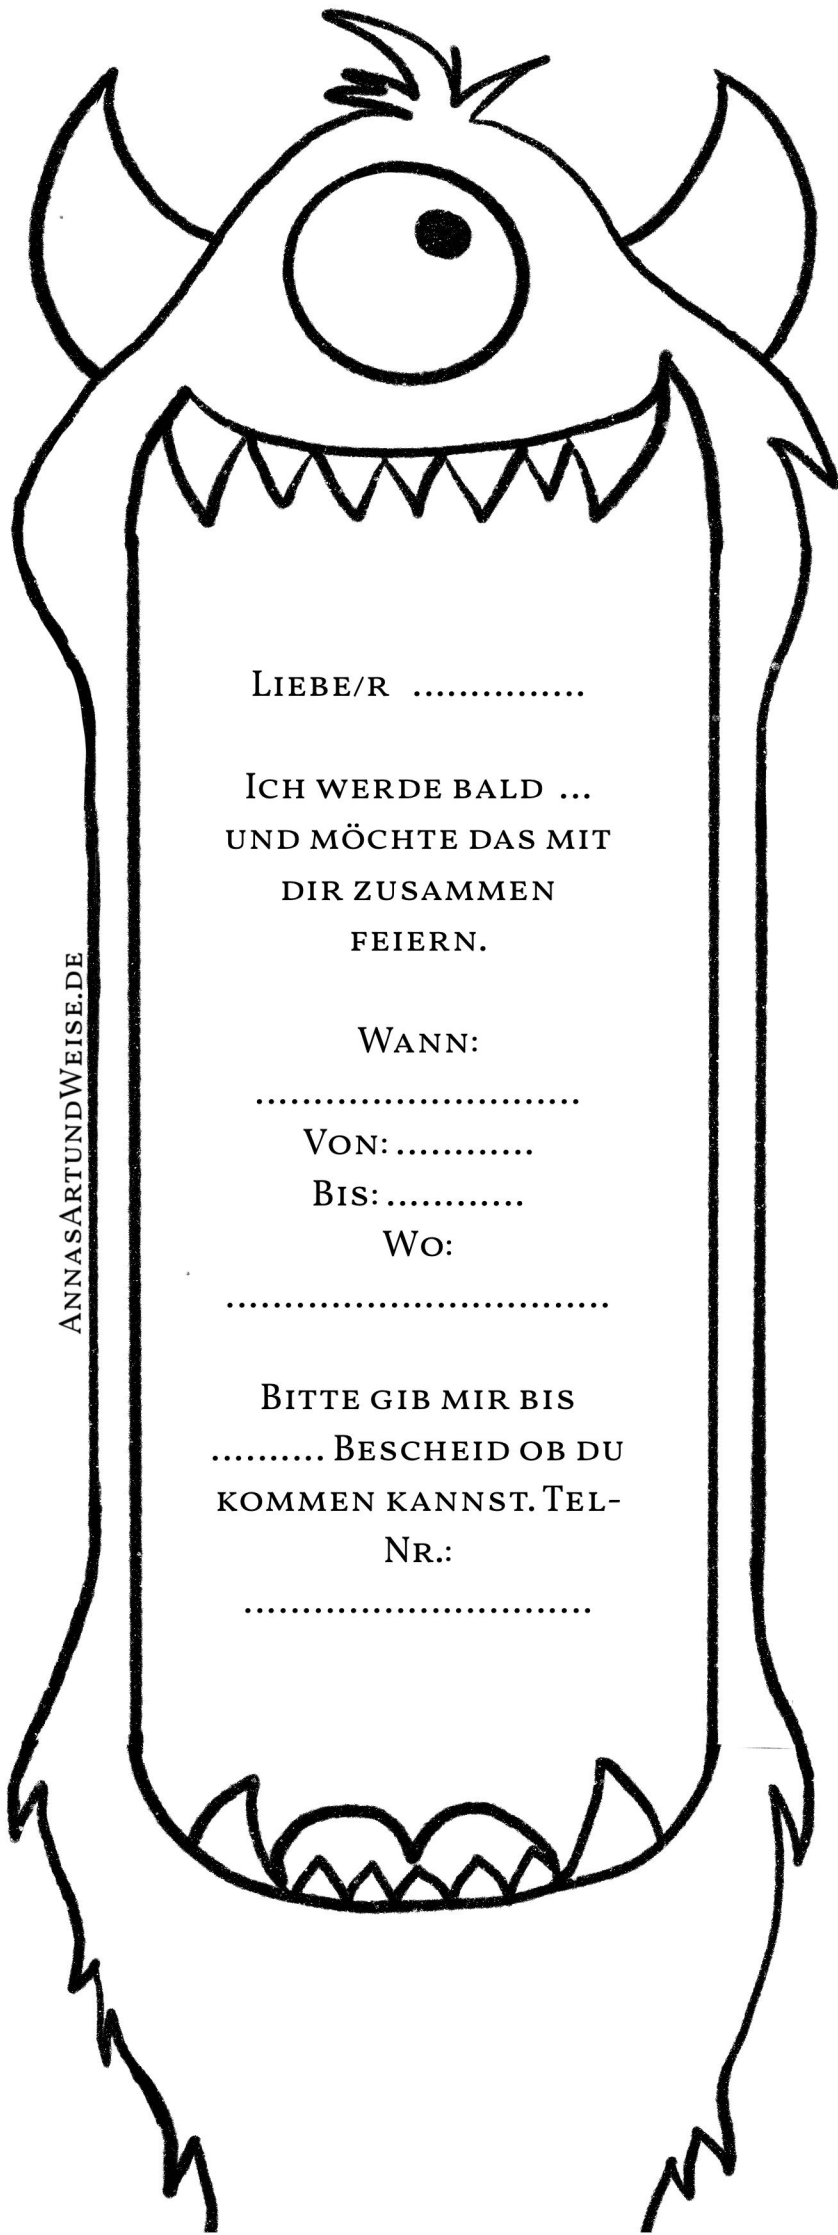 Liebe/r ...............
Ich werde bald ...
und möchte das mit
dir zusammen
feiern.
Wann:
............................
Von: ............
Bis: ............
Wo:
.................................
Bitte gib mir bis
.......... Bescheid ob du
kommen kannst. Tel-
Nr.:
..............................
AnnasArtundWeise.de